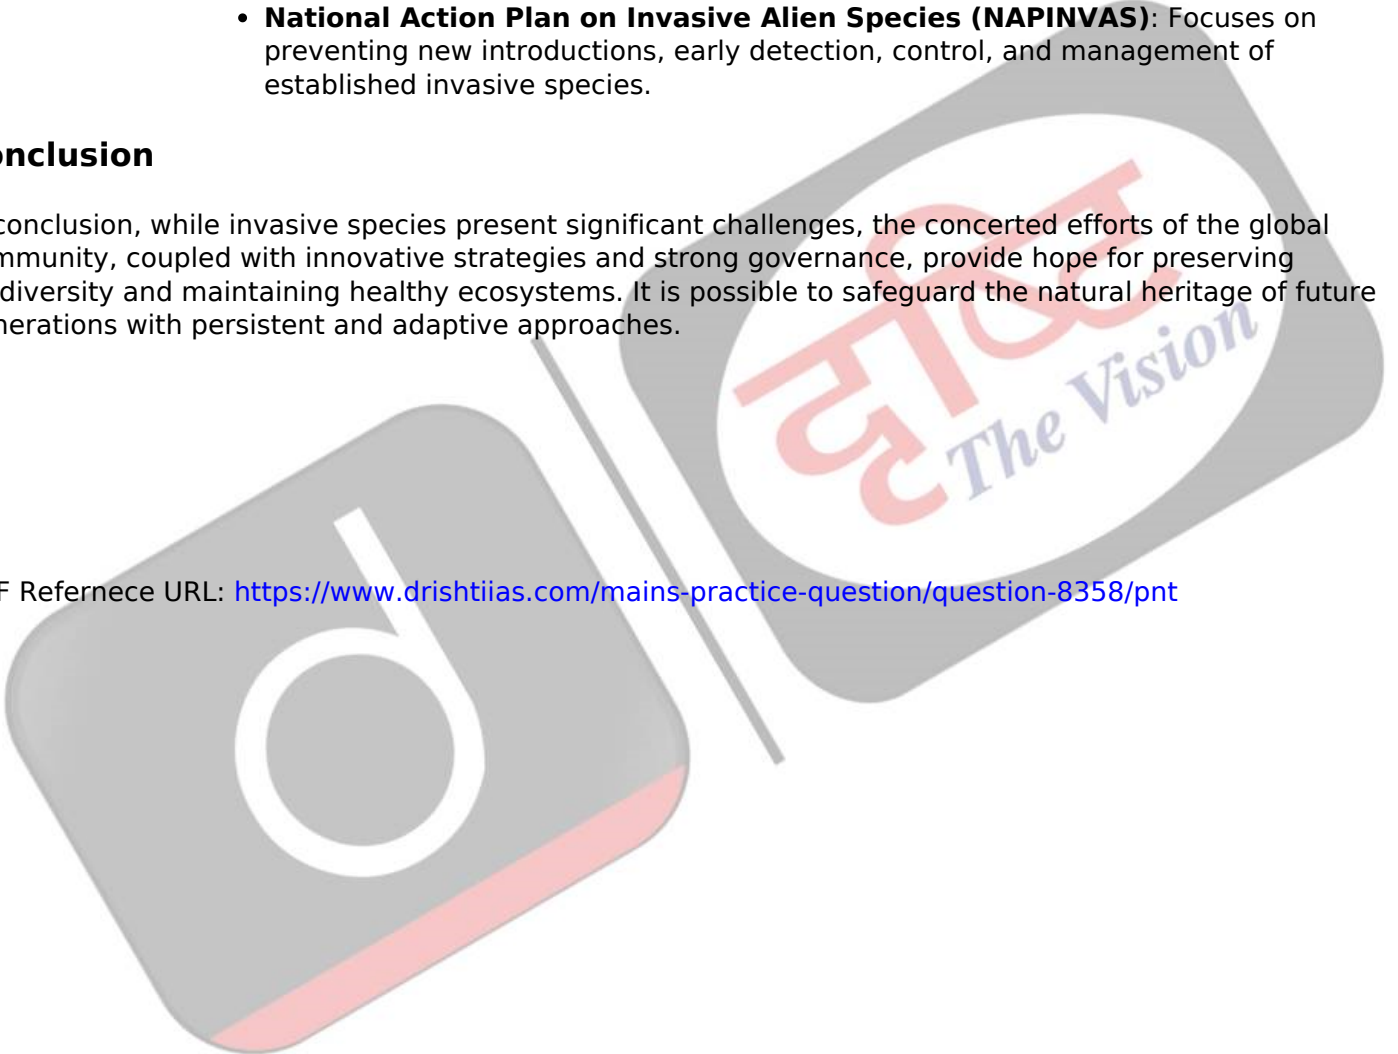 • National Action Plan on Invasive Alien Species (NAPINVAS): Focuses on
preventing new introductions, early detection, control, and management of
established invasive species.
onclusion
conclusion, while invasive species present significant challenges, the concerted efforts of the global
mmunity, coupled with innovative strategies and strong governance, provide hope for preserving
diversity and maintaining healthy ecosystems. It is possible to safeguard the natural heritage of future
nerations with persistent and adaptive approaches.
दृष्टि
The Vision
d
F Refernece URL: https://www.drishtiias.com/mains-practice-question/question-8358/pnt